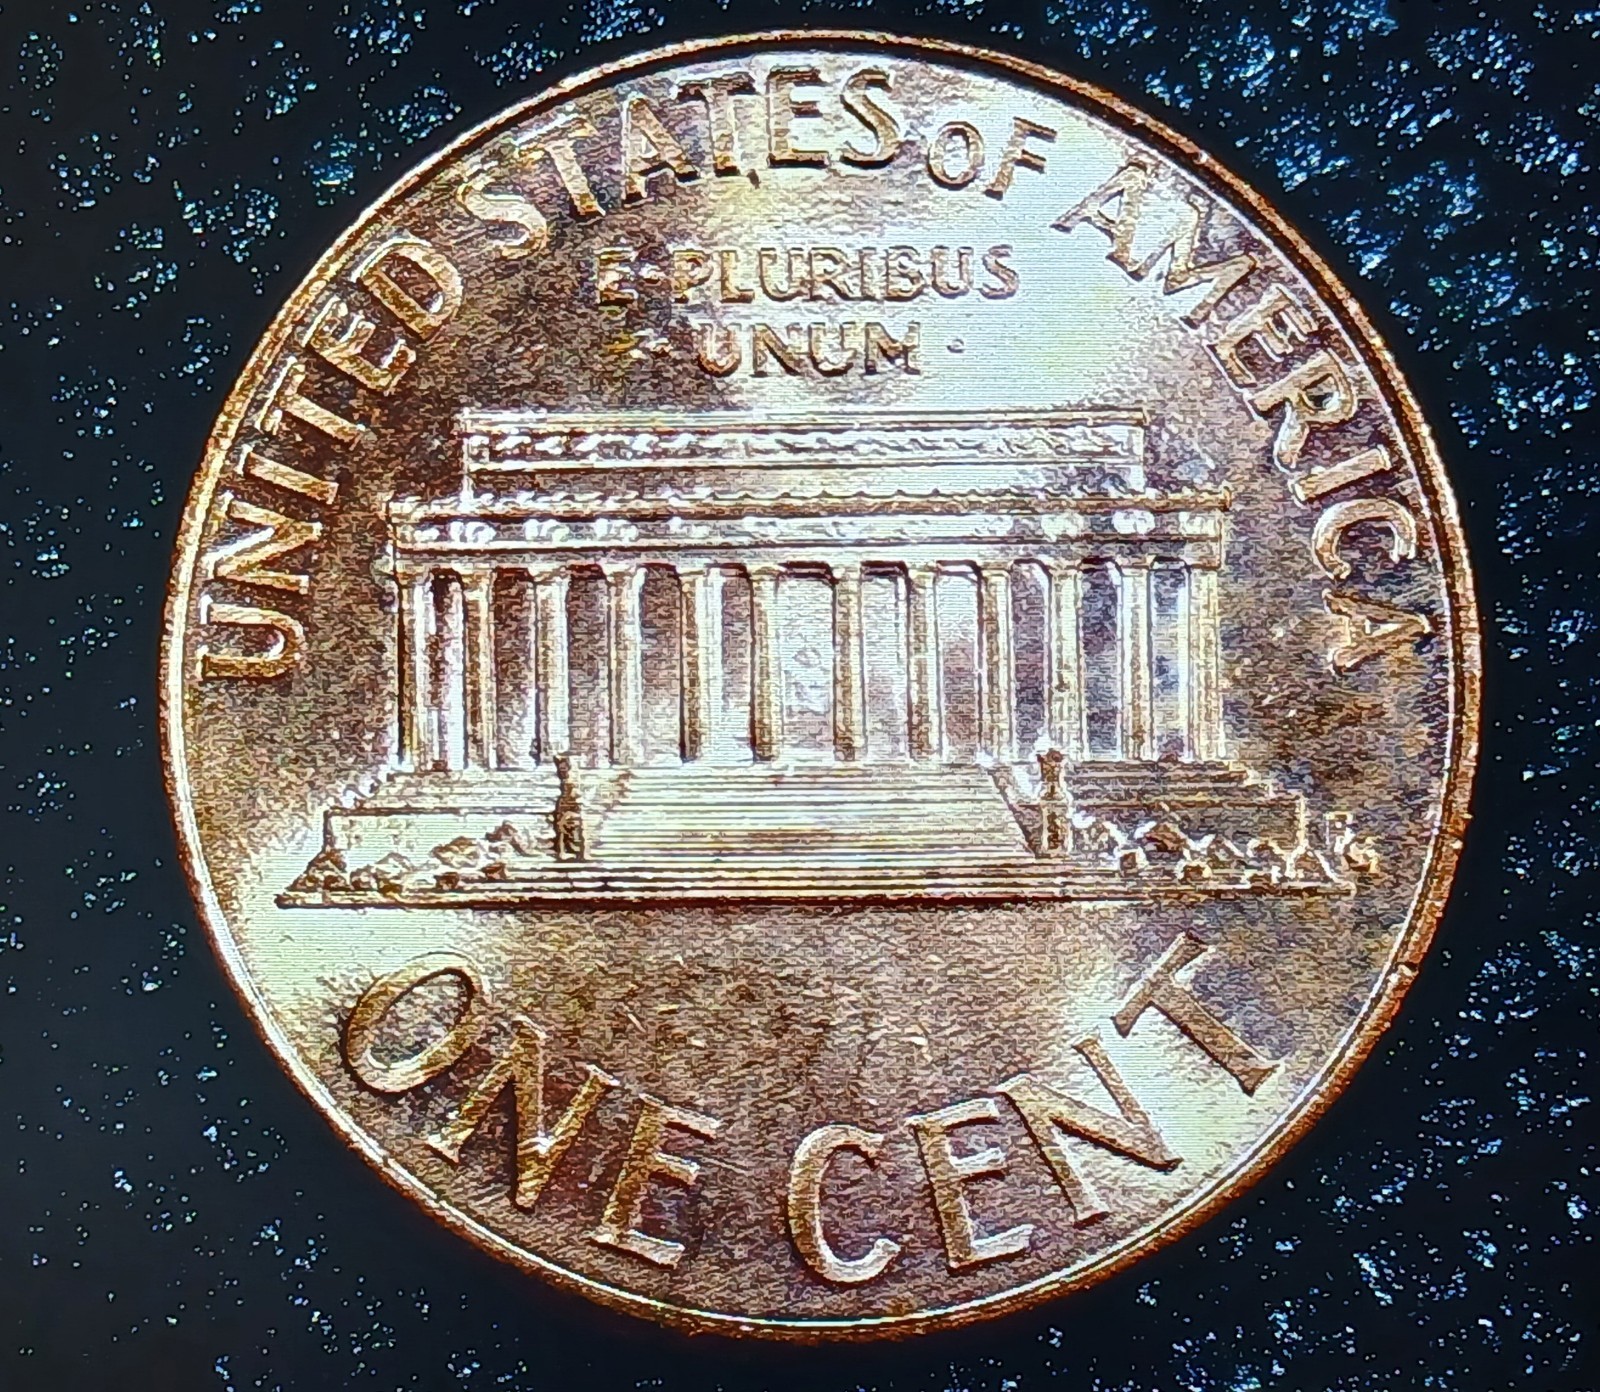 UNITED STATES OF AMERICA
E·PLURIBUS
UNUM ·
ONE CENT